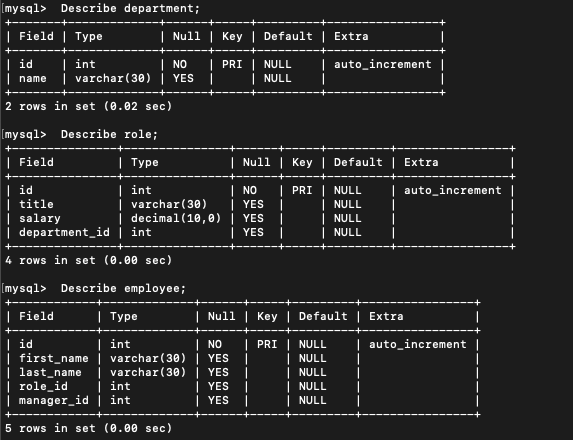 [mysql>  Describe department;
+-------+-------------+------+-----+---------+----------------+
| Field | Type        | Null | Key | Default | Extra          |
+-------+-------------+------+-----+---------+----------------+
| id    | int         | NO   | PRI | NULL    | auto_increment |
| name  | varchar(30) | YES  |     | NULL    |                |
+-------+-------------+------+-----+---------+----------------+
2 rows in set (0.02 sec)
[mysql>  Describe role;
+---------------+---------------+------+-----+---------+----------------+
| Field         | Type          | Null | Key | Default | Extra          |
+---------------+---------------+------+-----+---------+----------------+
| id            | int           | NO   | PRI | NULL    | auto_increment |
| title         | varchar(30)   | YES  |     | NULL    |                |
| salary        | decimal(10,0) | YES  |     | NULL    |                |
| department_id | int           | YES  |     | NULL    |                |
+---------------+---------------+------+-----+---------+----------------+
4 rows in set (0.00 sec)
[mysql>  Describe employee;
+------------+-------------+------+-----+---------+----------------+
| Field      | Type        | Null | Key | Default | Extra          |
+------------+-------------+------+-----+---------+----------------+
| id         | int         | NO   | PRI | NULL    | auto_increment |
| first_name | varchar(30) | YES  |     | NULL    |                |
| last_name  | varchar(30) | YES  |     | NULL    |                |
| role_id    | int         | YES  |     | NULL    |                |
| manager_id | int         | YES  |     | NULL    |                |
+------------+-------------+------+-----+---------+----------------+
5 rows in set (0.00 sec)